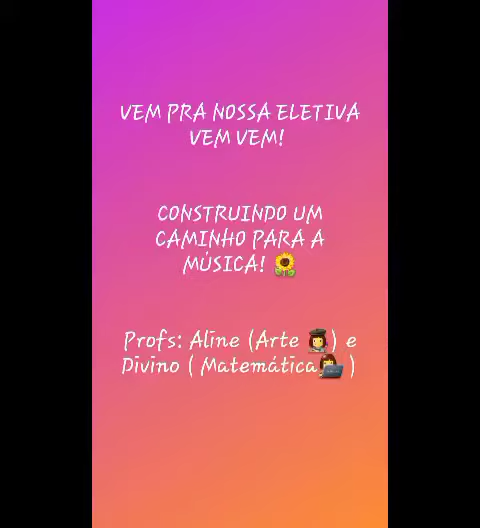 VEM PRA NOSSA ELETIVA
VEM VEM!
CONSTRUINDO UM
CAMINHO PARA A
MÚSICA! 🌻
Profs: Aline (Arte 👩‍🎨) e
Divino ( Matemática👩‍💻 )